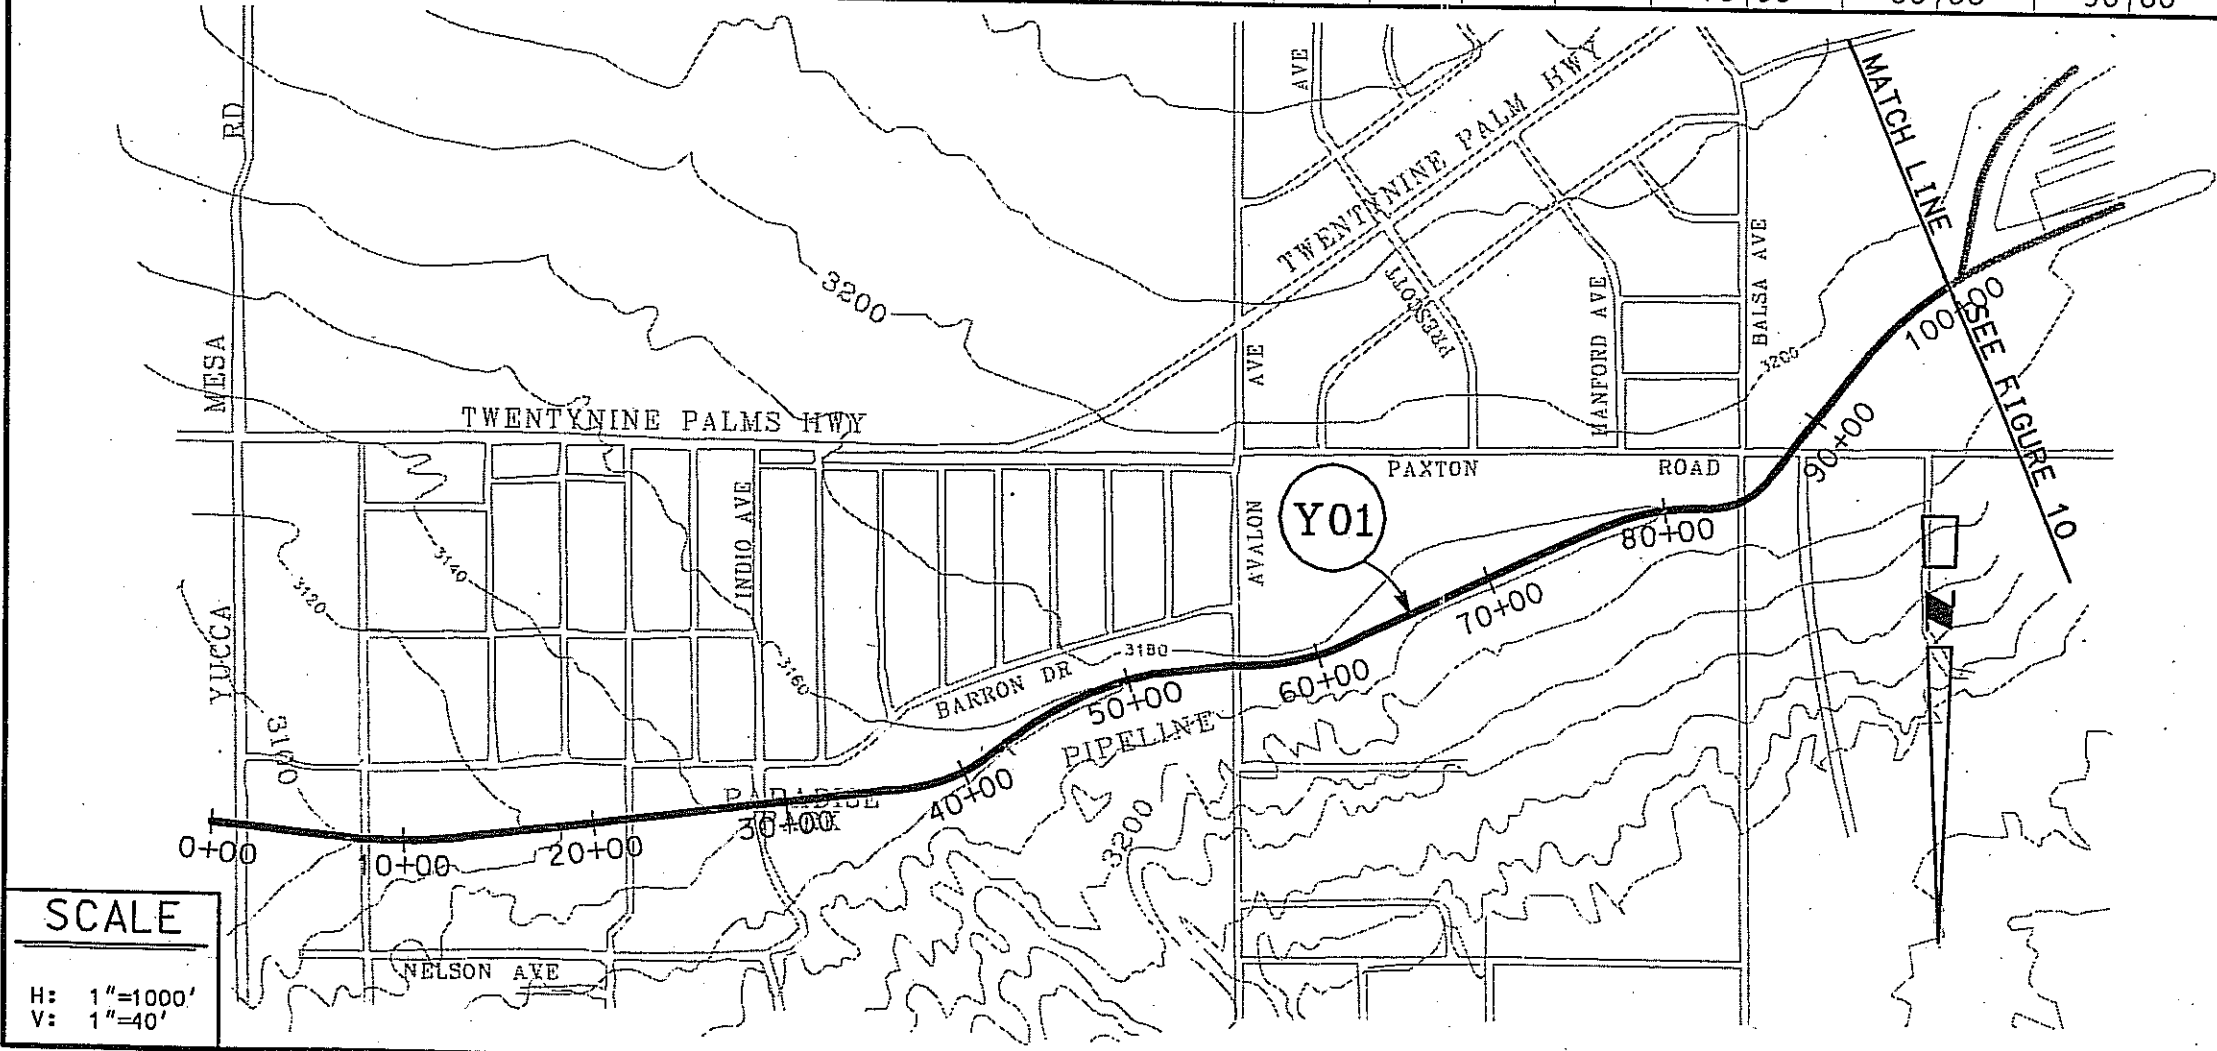 MESA RD
YUCCA
TWENTYNINE PALMS HWY
TWENTYNINE PALM HWY
AVE
AVE
AVALON
PRESCOTT
HANFORD AVE
BALSA AVE
INDIO AVE
PAXTON ROAD
BARRON DR
PIPELINE
NELSON AVE
MATCH LINE
SEE FIGURE 10
Y01
3200
3200
3200
3180
3160
3140
3120
3100
0+00
10+00
20+00
30+00
40+00
50+00
60+00
70+00
80+00
90+00
100+00
SCALE
H: 1"=1000'
V: 1"=40'